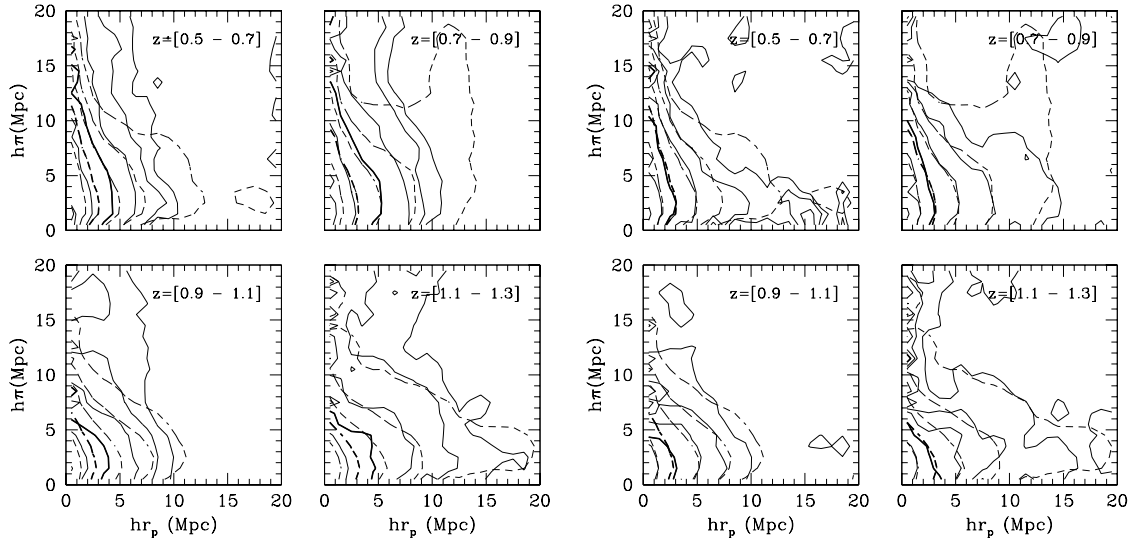 20
15
10
5
0
hπ(Mpc)
z=[0.5 - 0.7]
z=[0.7 - 0.9]
20
15
10
5
0
hπ(Mpc)
z=[0.9 - 1.1]
z=[1.1 - 1.3]
0 5 10 15 20
0 5 10 15 20
hr_p (Mpc)
hr_p (Mpc)
20
15
10
5
0
hπ(Mpc)
z=[0.5 - 0.7]
z=[0.7 - 0.9]
20
15
10
5
0
hπ(Mpc)
z=[0.9 - 1.1]
z=[1.1 - 1.3]
0 5 10 15 20
0 5 10 15 20
hr_p (Mpc)
hr_p (Mpc)